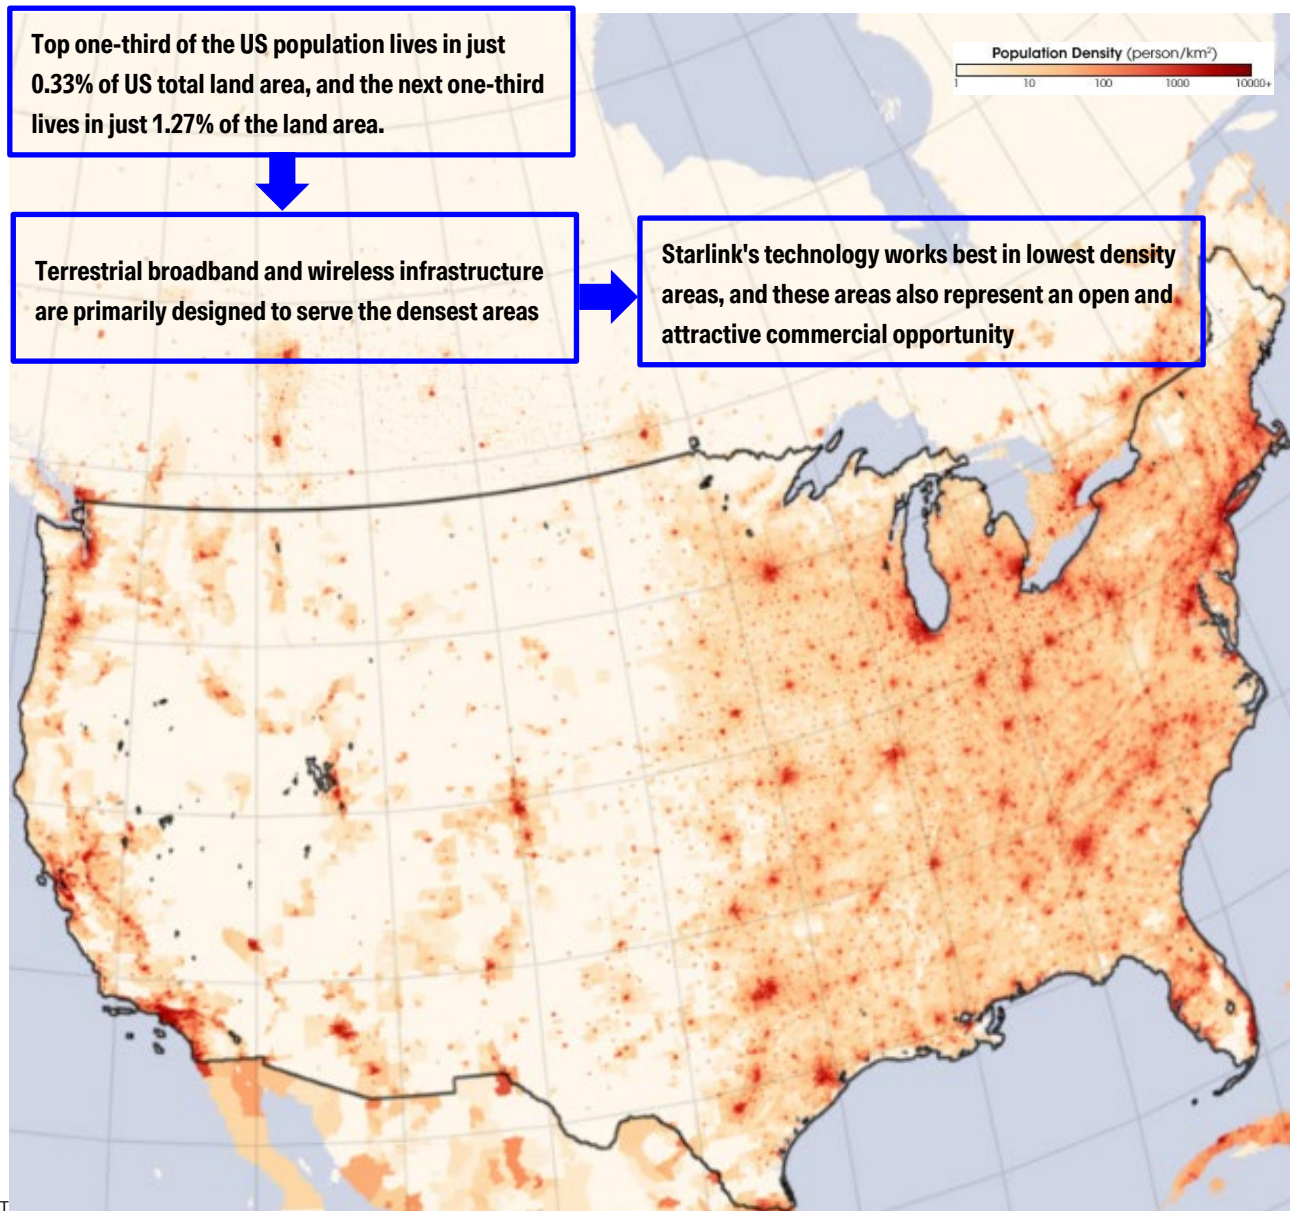 Top one-third of the US population lives in just
0.33% of US total land area, and the next one-third
lives in just 1.27% of the land area.
Population Density (person/km²)
1 10 100 1000 10000+
Terrestrial broadband and wireless infrastructure
are primarily designed to serve the densest areas
Starlink's technology works best in lowest density
areas, and these areas also represent an open and
attractive commercial opportunity
T